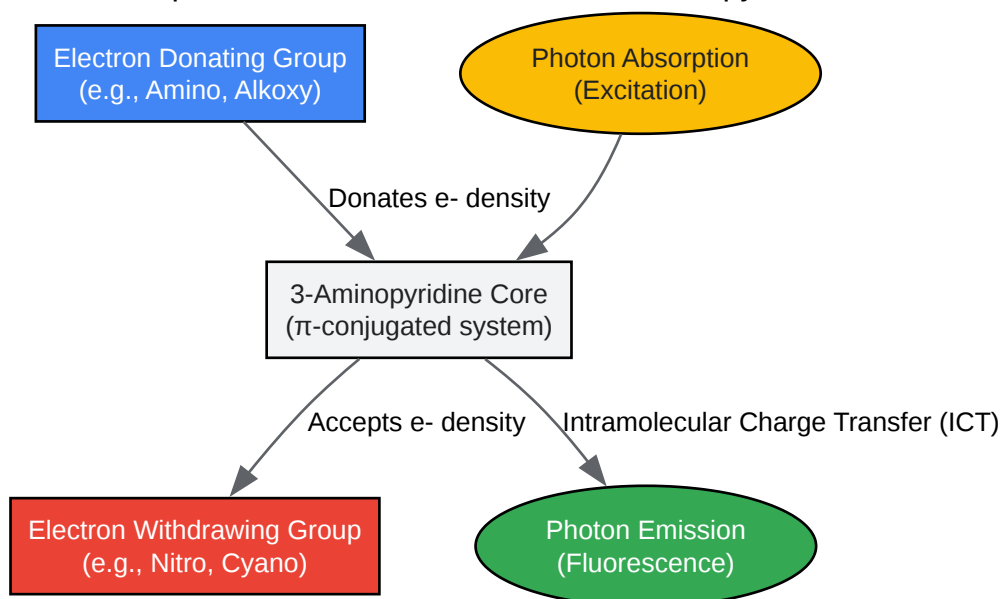 Electron Donating Group
(e.g., Amino, Alkoxy)
Photon Absorption
(Excitation)
Donates e- density
3-Aminopyridine Core
(π-conjugated system)
Accepts e- density
Intramolecular Charge Transfer (ICT)
Electron Withdrawing Group
(e.g., Nitro, Cyano)
Photon Emission
(Fluorescence)